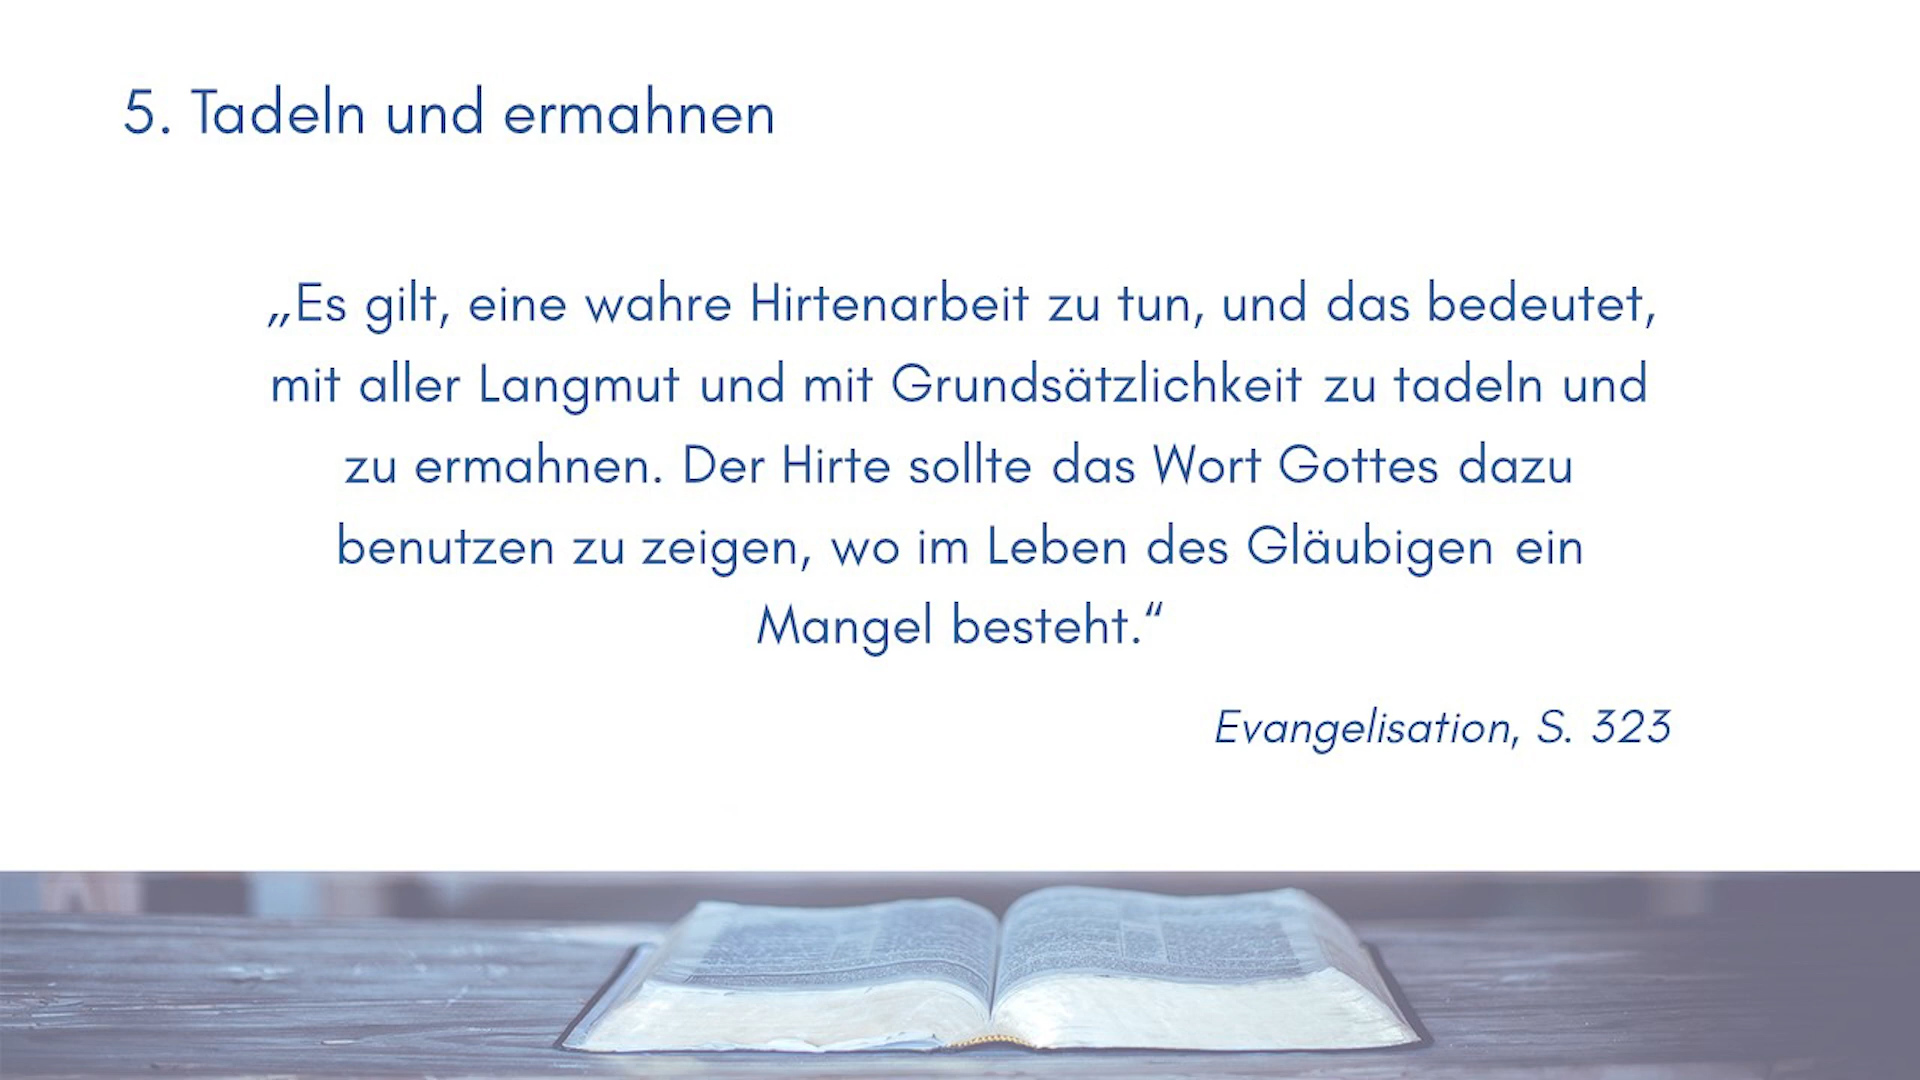 5. Tadeln und ermahnen
„Es gilt, eine wahre Hirtenarbeit zu tun, und das bedeutet,
mit aller Langmut und mit Grundsätzlichkeit zu tadeln und
zu ermahnen. Der Hirte sollte das Wort Gottes dazu
benutzen zu zeigen, wo im Leben des Gläubigen ein
Mangel besteht.“
Evangelisation, S. 323